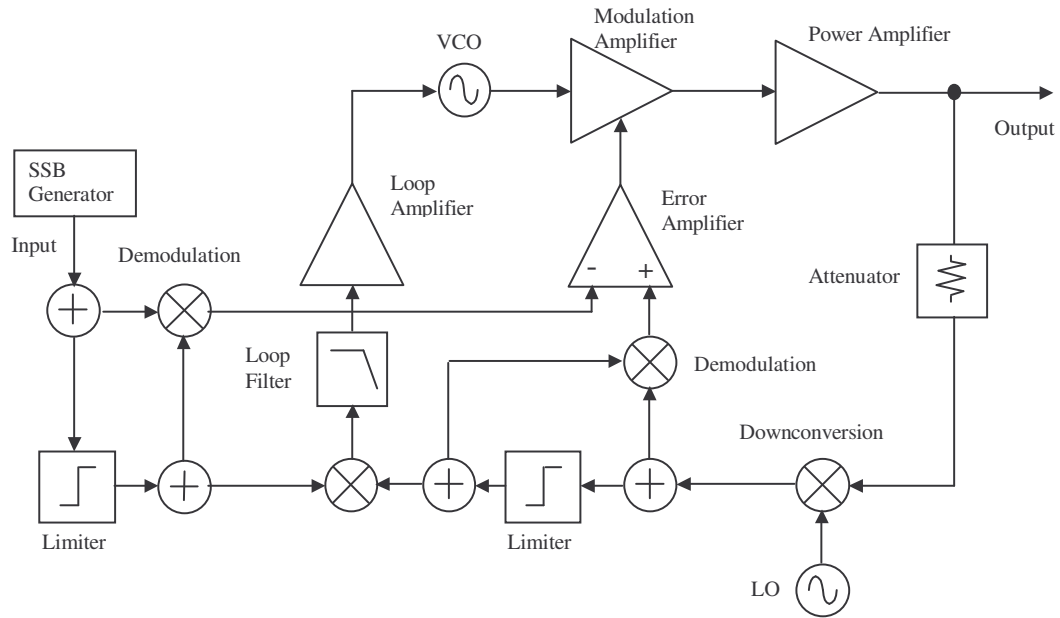 Modulation
Amplifier
Power Amplifier
VCO
Output
SSB
Generator
Loop
Amplifier
Error
Amplifier
Input
Demodulation
- +
Attenuator
Loop
Filter
Demodulation
Downconversion
Limiter
Limiter
LO